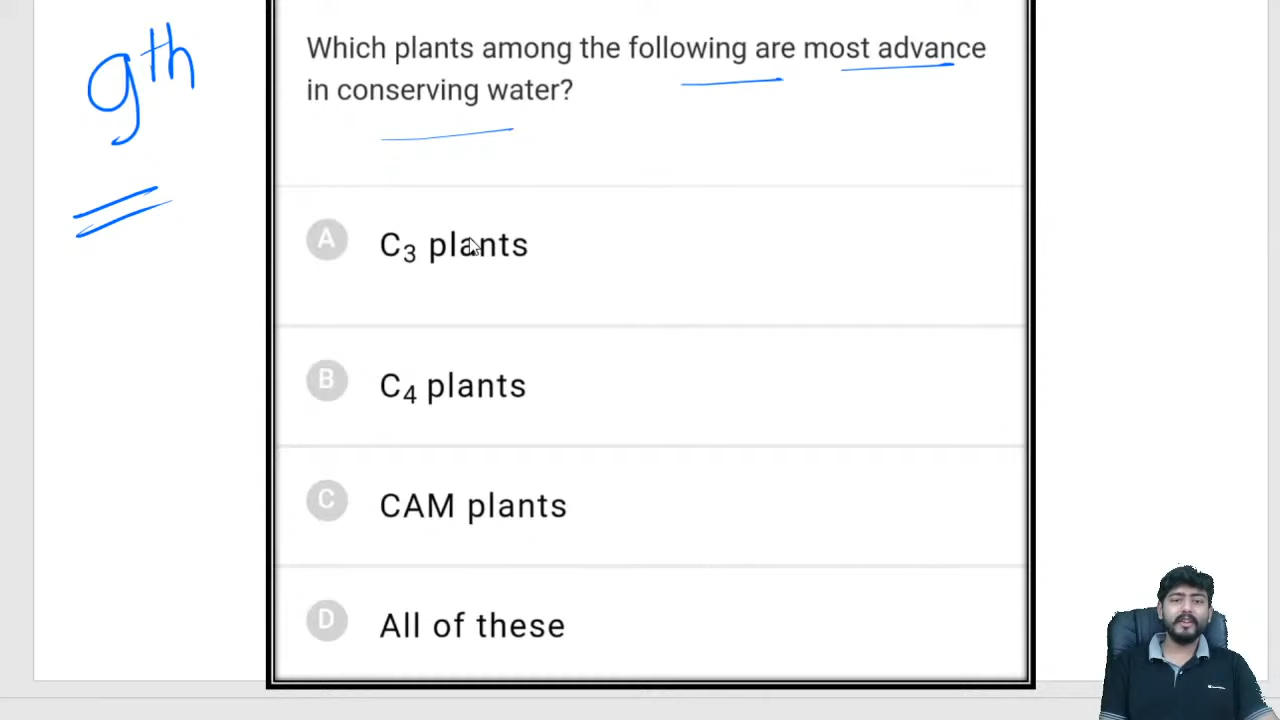 9th
Which plants among the following are most advance
in conserving water?
A C₃ plants
B C₄ plants
C CAM plants
D All of these